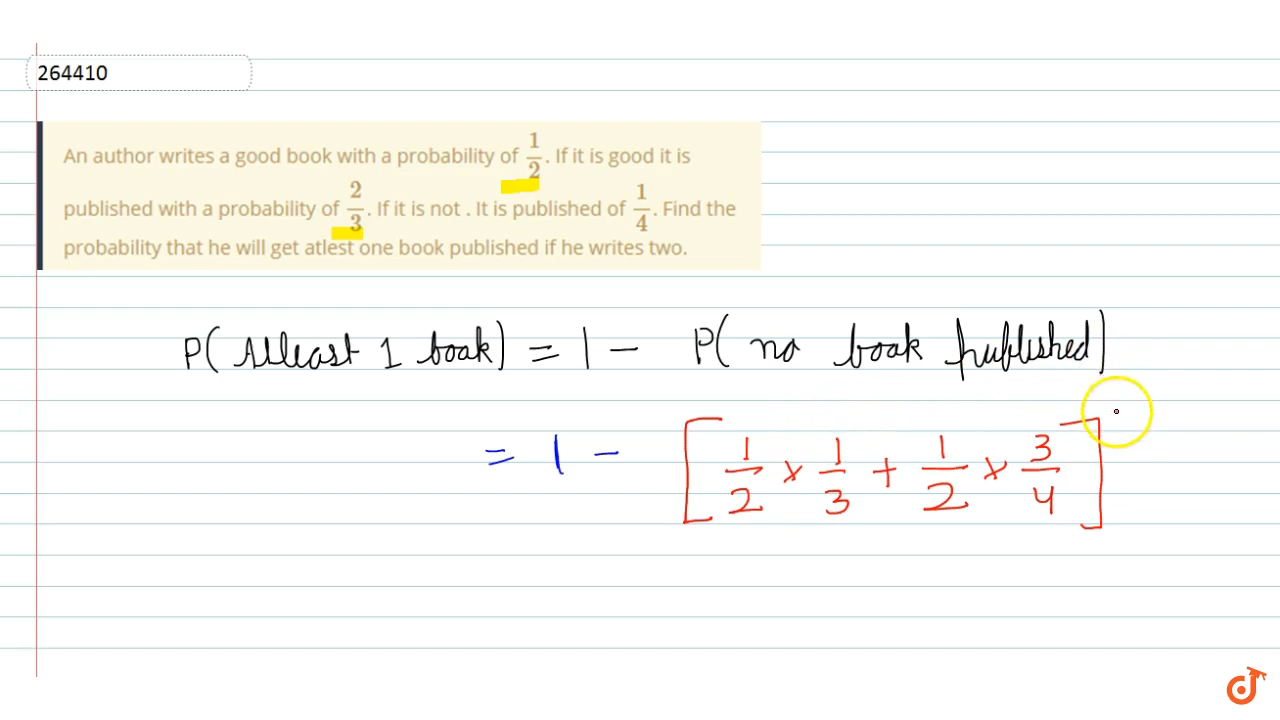 264410
An author writes a good book with a probability of 1/2. If it is good it is
published with a probability of 2/3. If it is not . It is published of 1/4. Find the
probability that he will get atlest one book published if he writes two.
P(Atleast 1 book) = 1 - P(no book published)
= 1 - [1/2 × 1/3 + 1/2 × 3/4]